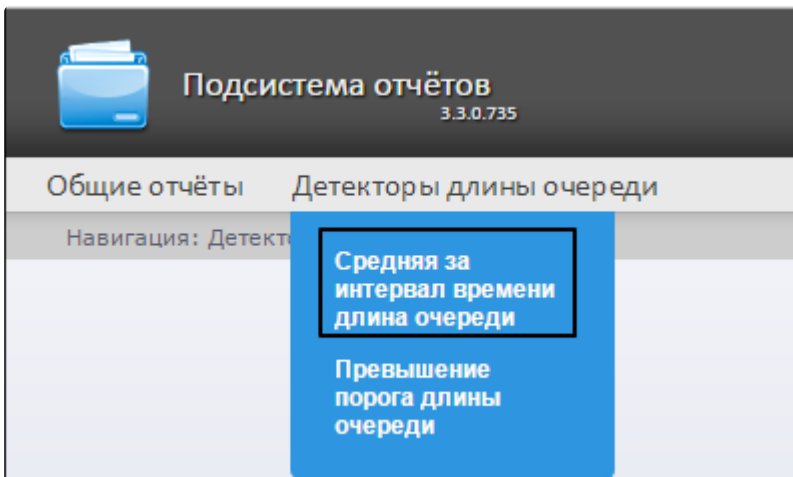 Подсистема отчётов
3.3.0.735
Общие отчёты Детекторы длины очереди
Навигация:
Средняя за
интервал времени
длина очереди
Превышение
порога длины
очереди